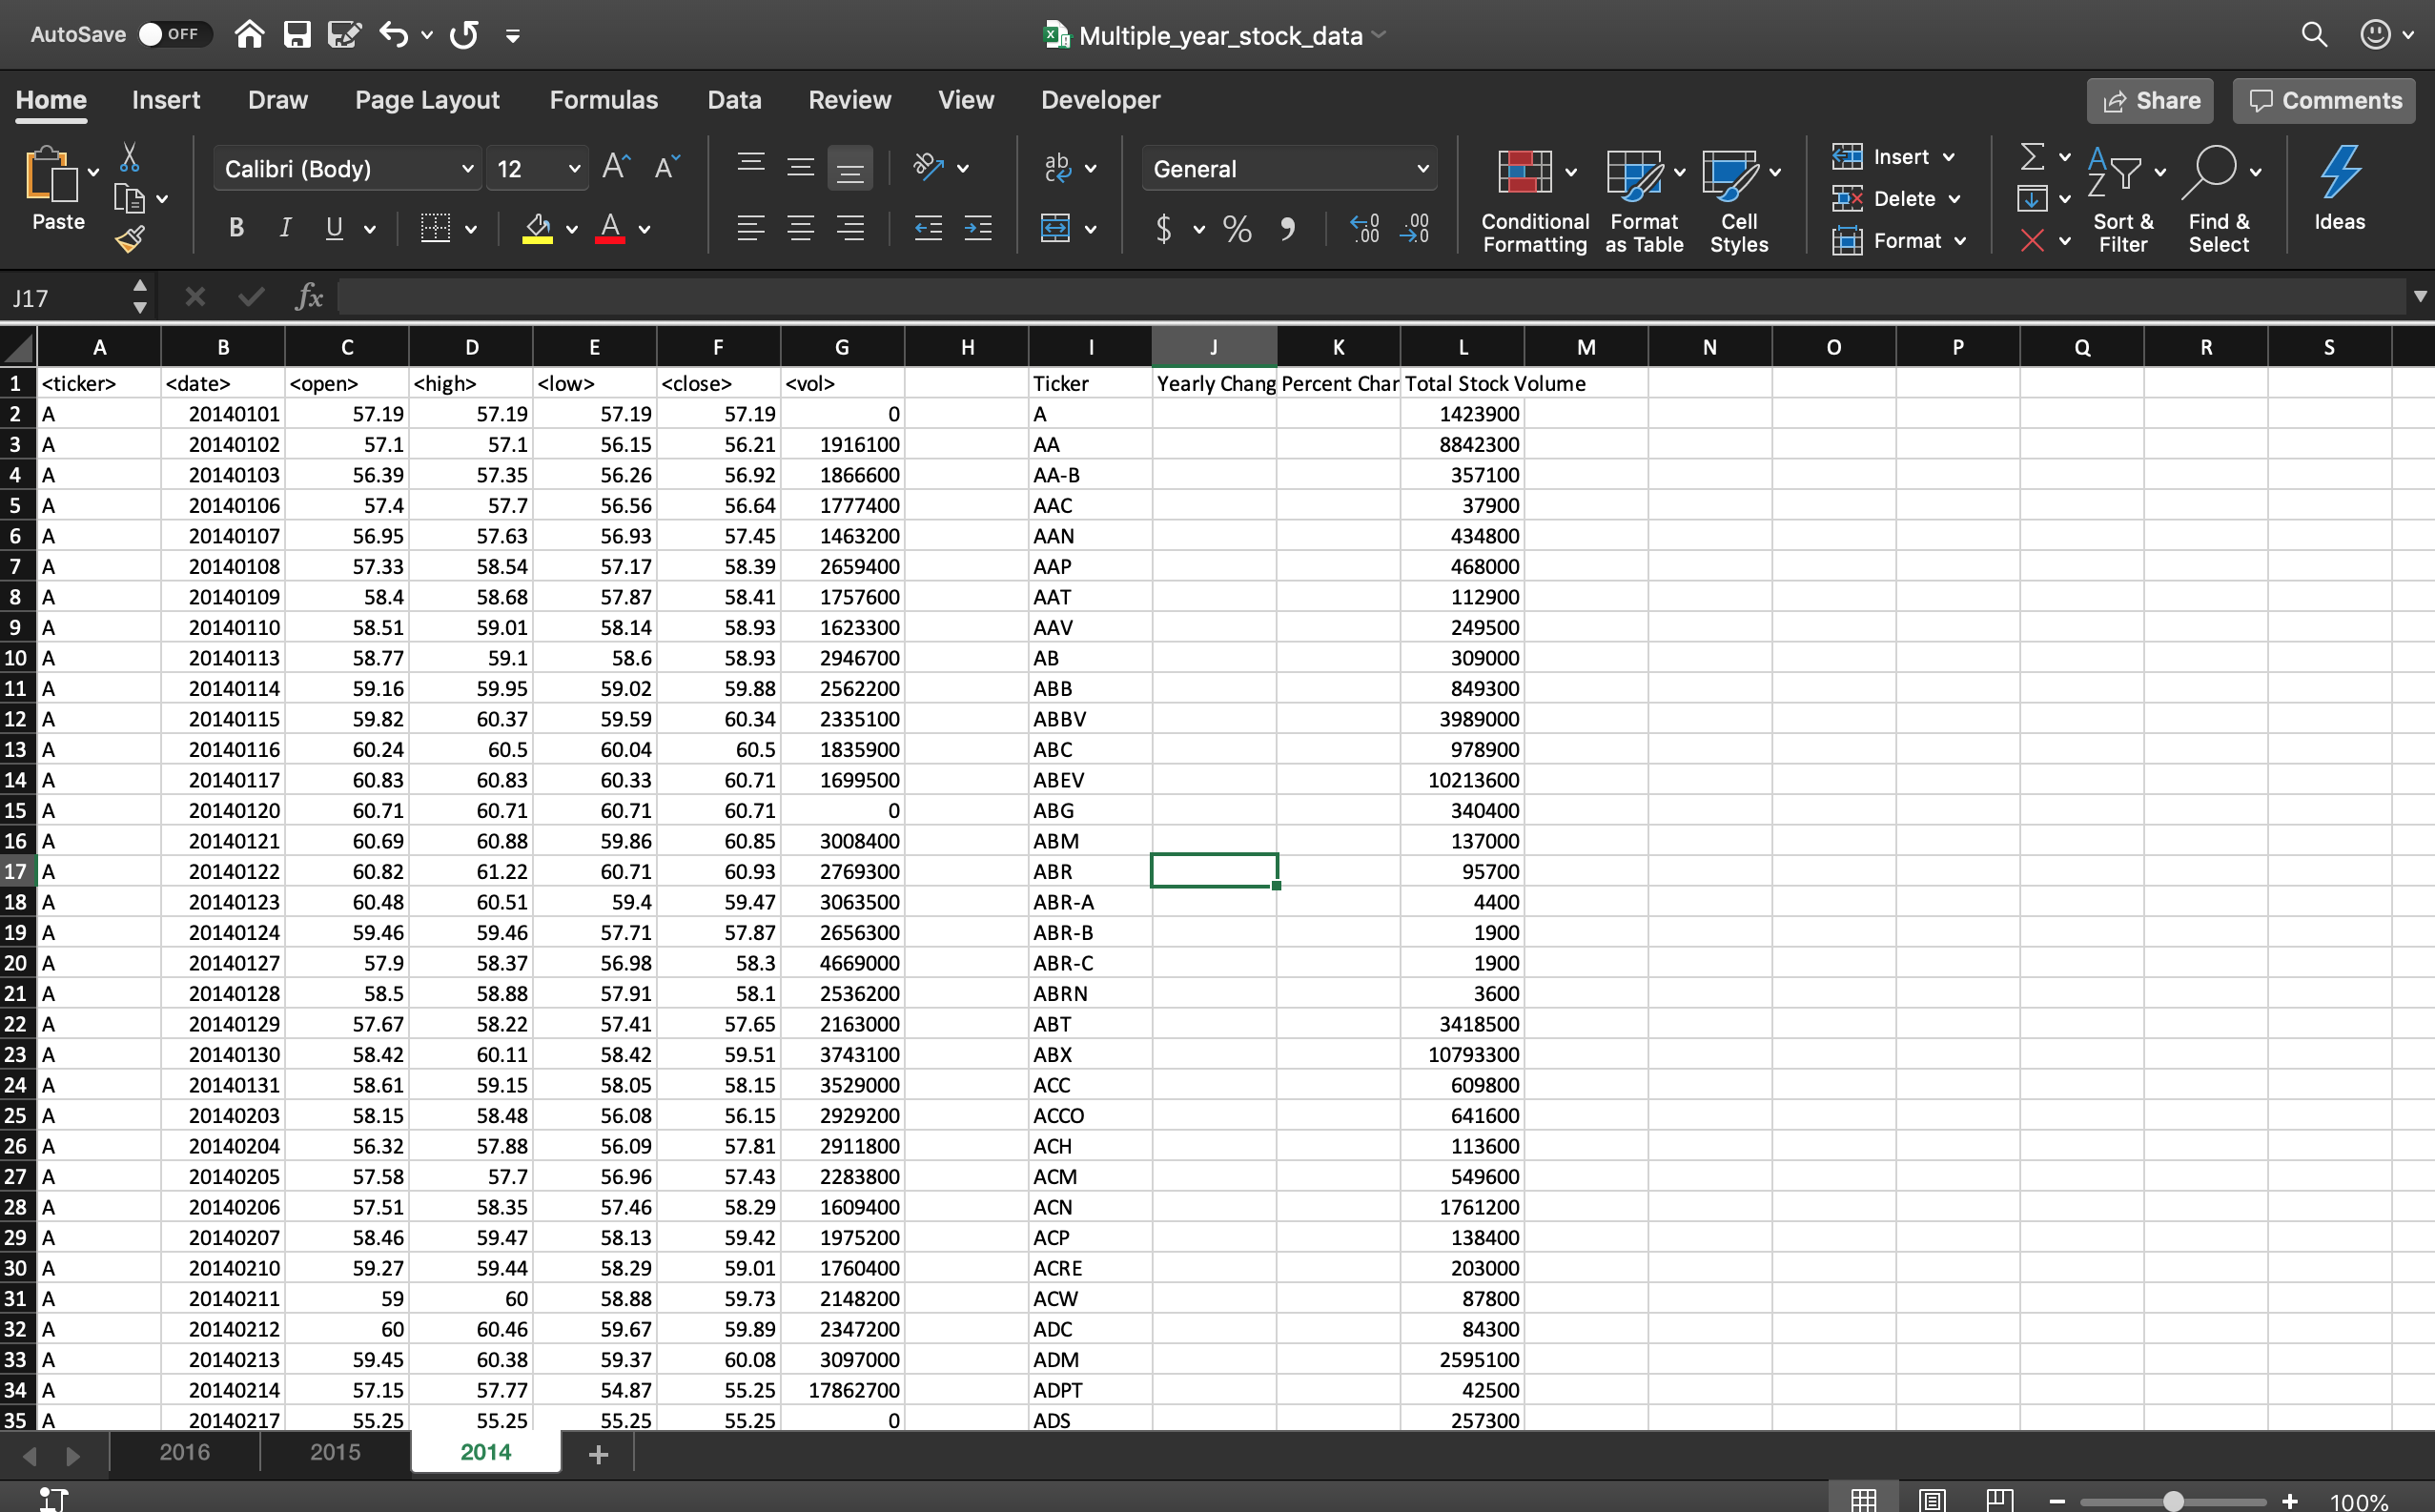 AutoSave OFF Multiple_year_stock_data
Home Insert Draw Page Layout Formulas Data Review View Developer Share Comments
Paste Calibri (Body) 12 General Conditional Formatting Format as Table Cell Styles Insert Delete Format Sort & Filter Find & Select Ideas
J17 fx
A B C D E F G H I J K L M N O P Q R S
1 <ticker> <date> <open> <high> <low> <close> <vol> Ticker Yearly Chang Percent Char Total Stock Volume
2 A 20140101 57.19 57.19 57.19 57.19 0 A 1423900
3 A 20140102 57.1 57.1 56.15 56.21 1916100 AA 8842300
4 A 20140103 56.39 57.35 56.26 56.92 1866600 AA-B 357100
5 A 20140106 57.4 57.7 56.56 56.64 1777400 AAC 37900
6 A 20140107 56.95 57.63 56.93 57.45 1463200 AAN 434800
7 A 20140108 57.33 58.54 57.17 58.39 2659400 AAP 468000
8 A 20140109 58.4 58.68 57.87 58.41 1757600 AAT 112900
9 A 20140110 58.51 59.01 58.14 58.93 1623300 AAV 249500
10 A 20140113 58.77 59.1 58.6 58.93 2946700 AB 309000
11 A 20140114 59.16 59.95 59.02 59.88 2562200 ABB 849300
12 A 20140115 59.82 60.37 59.59 60.34 2335100 ABBV 3989000
13 A 20140116 60.24 60.5 60.04 60.5 1835900 ABC 978900
14 A 20140117 60.83 60.83 60.33 60.71 1699500 ABEV 10213600
15 A 20140120 60.71 60.71 60.71 60.71 0 ABG 340400
16 A 20140121 60.69 60.88 59.86 60.85 3008400 ABM 137000
17 A 20140122 60.82 61.22 60.71 60.93 2769300 ABR 95700
18 A 20140123 60.48 60.51 59.4 59.47 3063500 ABR-A 4400
19 A 20140124 59.46 59.46 57.71 57.87 2656300 ABR-B 1900
20 A 20140127 57.9 58.37 56.98 58.3 4669000 ABR-C 1900
21 A 20140128 58.5 58.88 57.91 58.1 2536200 ABRN 3600
22 A 20140129 57.67 58.22 57.41 57.65 2163000 ABT 3418500
23 A 20140130 58.42 60.11 58.42 59.51 3743100 ABX 10793300
24 A 20140131 58.61 59.15 58.05 58.15 3529000 ACC 609800
25 A 20140203 58.15 58.48 56.08 56.15 2929200 ACCO 641600
26 A 20140204 56.32 57.88 56.09 57.81 2911800 ACH 113600
27 A 20140205 57.58 57.7 56.96 57.43 2283800 ACM 549600
28 A 20140206 57.51 58.35 57.46 58.29 1609400 ACN 1761200
29 A 20140207 58.46 59.47 58.13 59.42 1975200 ACP 138400
30 A 20140210 59.27 59.44 58.29 59.01 1760400 ACRE 203000
31 A 20140211 59 60 58.88 59.73 2148200 ACW 87800
32 A 20140212 60 60.46 59.67 59.89 2347200 ADC 84300
33 A 20140213 59.45 60.38 59.37 60.08 3097000 ADM 2595100
34 A 20140214 57.15 57.77 54.87 55.25 17862700 ADPT 42500
35 A 20140217 55.25 55.25 55.25 55.25 0 ADS 257300
2016 2015 2014
100%